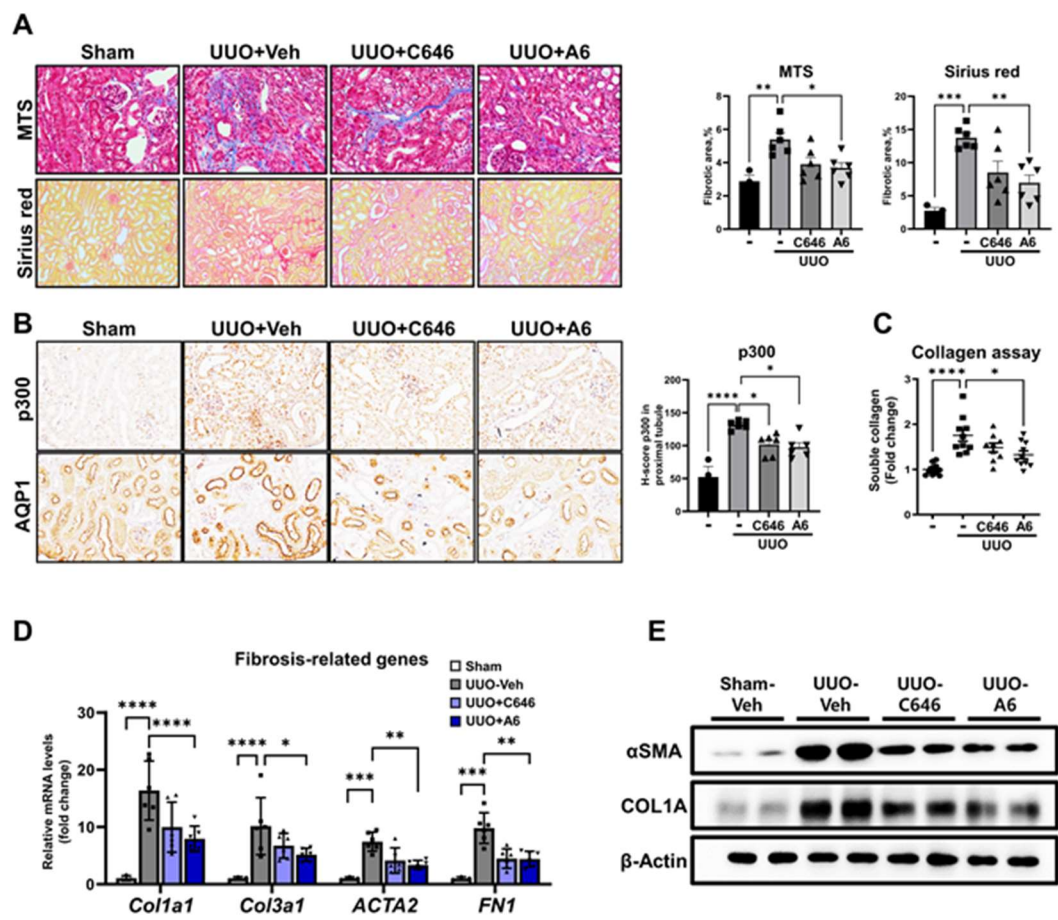 A
Sham UUO+Veh UUO+C646 UUO+A6
MTS
Sirius red
MTS
** *
Fibrotic area,%
8
6
4
2
0
- - C646 A6
UUO
Sirius red
*** **
Fibrotic area,%
20
15
10
5
0
- - C646 A6
UUO
B
Sham UUO+Veh UUO+C646 UUO+A6
p300
AQP1
p300
*
**** *
H-score p300 in
proximal tubule
200
150
100
50
0
- - C646 A6
UUO
C
Collagen assay
**** *
Souble collagen
(Fold change)
3
2
1
0
- - C646 A6
UUO
D
Fibrosis-related genes
Sham
UUO-Veh
UUO+C646
UUO+A6
Relative mRNA levels
(fold change)
30
20
10
0
**** ****
**** *
*** **
*** **
Col1a1 Col3a1 ACTA2 FN1
E
Sham-
Veh
UUO-
Veh
UUO-
C646
UUO-
A6
αSMA
COL1A
β-Actin